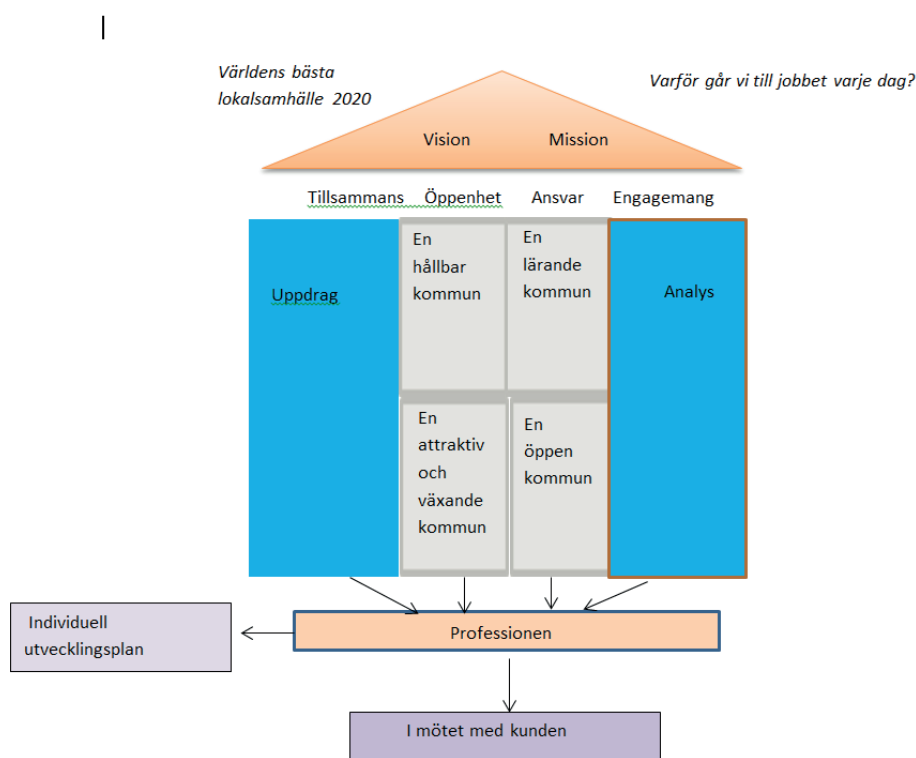 Världens bästa
lokalsamhälle 2020
Varför går vi till jobbet varje dag?
Vision Mission
Tillsammans Öppenhet Ansvar Engagemang
Uppdrag
En
hållbar
kommun
En
lärande
kommun
Analys
En
attraktiv
och
växande
kommun
En
öppen
kommun
Professionen
Individuell
utvecklingsplan
I mötet med kunden